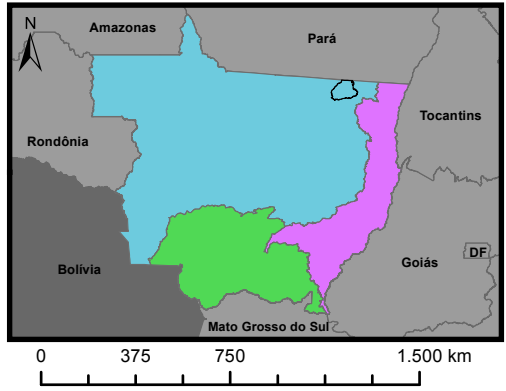 N
Amazonas
Pará
Tocantins
Rondônia
Bolívia
Goiás
DF
Mato Grosso do Sul
0 375 750 1.500 km